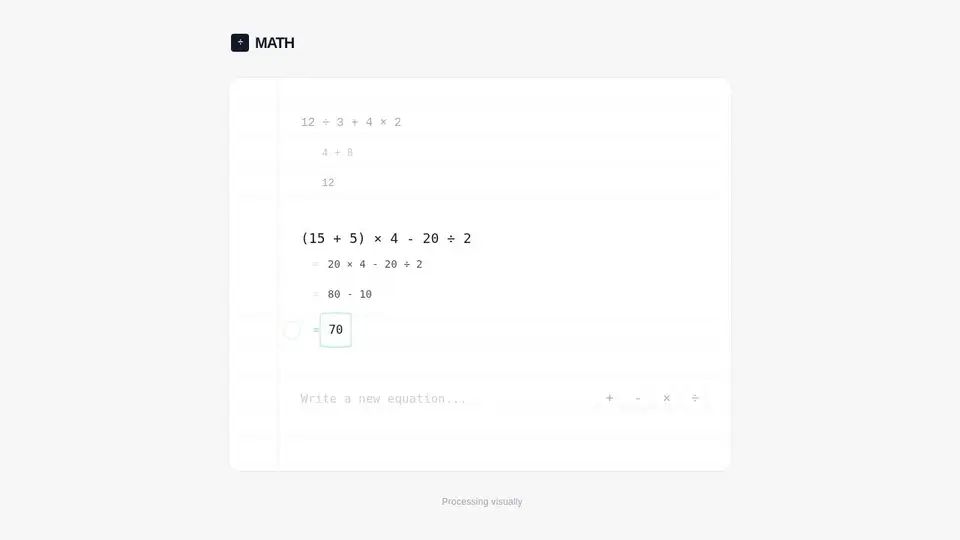 ÷ MATH
12 ÷ 3 + 4 × 2
4 + 8
12
(15 + 5) × 4 - 20 ÷ 2
= 20 × 4 - 20 ÷ 2
= 80 - 10
= 70
Write a new equation... + - × ÷
Processing visually